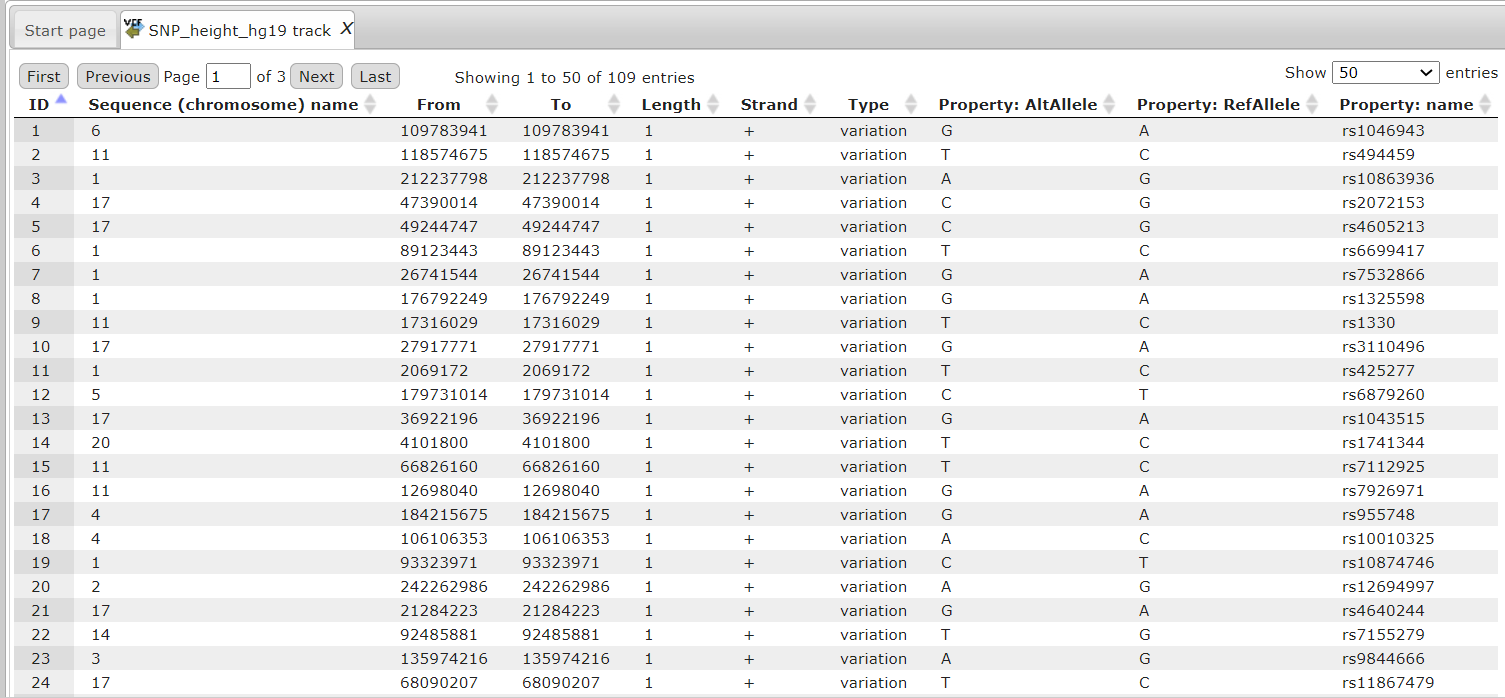 Start page VCF SNP_height_hg19 track X
First Previous Page 1 of 3 Next Last Showing 1 to 50 of 109 entries Show 50 entries
ID Sequence (chromosome) name From To Length Strand Type Property: AltAllele Property: RefAllele Property: name
1 6 109783941 109783941 1 + variation G A rs1046943
2 11 118574675 118574675 1 + variation T C rs494459
3 1 212237798 212237798 1 + variation A G rs10863936
4 17 47390014 47390014 1 + variation C G rs2072153
5 17 49244747 49244747 1 + variation C G rs4605213
6 1 89123443 89123443 1 + variation T C rs6699417
7 1 26741544 26741544 1 + variation G A rs7532866
8 1 176792249 176792249 1 + variation G A rs1325598
9 11 17316029 17316029 1 + variation T C rs1330
10 17 27917771 27917771 1 + variation G A rs3110496
11 1 2069172 2069172 1 + variation T C rs425277
12 5 179731014 179731014 1 + variation C T rs6879260
13 17 36922196 36922196 1 + variation G A rs1043515
14 20 4101800 4101800 1 + variation T C rs1741344
15 11 66826160 66826160 1 + variation T C rs7112925
16 11 12698040 12698040 1 + variation G A rs7926971
17 4 184215675 184215675 1 + variation G A rs955748
18 4 106106353 106106353 1 + variation A C rs10010325
19 1 93323971 93323971 1 + variation C T rs10874746
20 2 242262986 242262986 1 + variation A G rs12694997
21 17 21284223 21284223 1 + variation G A rs4640244
22 14 92485881 92485881 1 + variation T G rs7155279
23 3 135974216 135974216 1 + variation A G rs9844666
24 17 68090207 68090207 1 + variation T C rs11867479